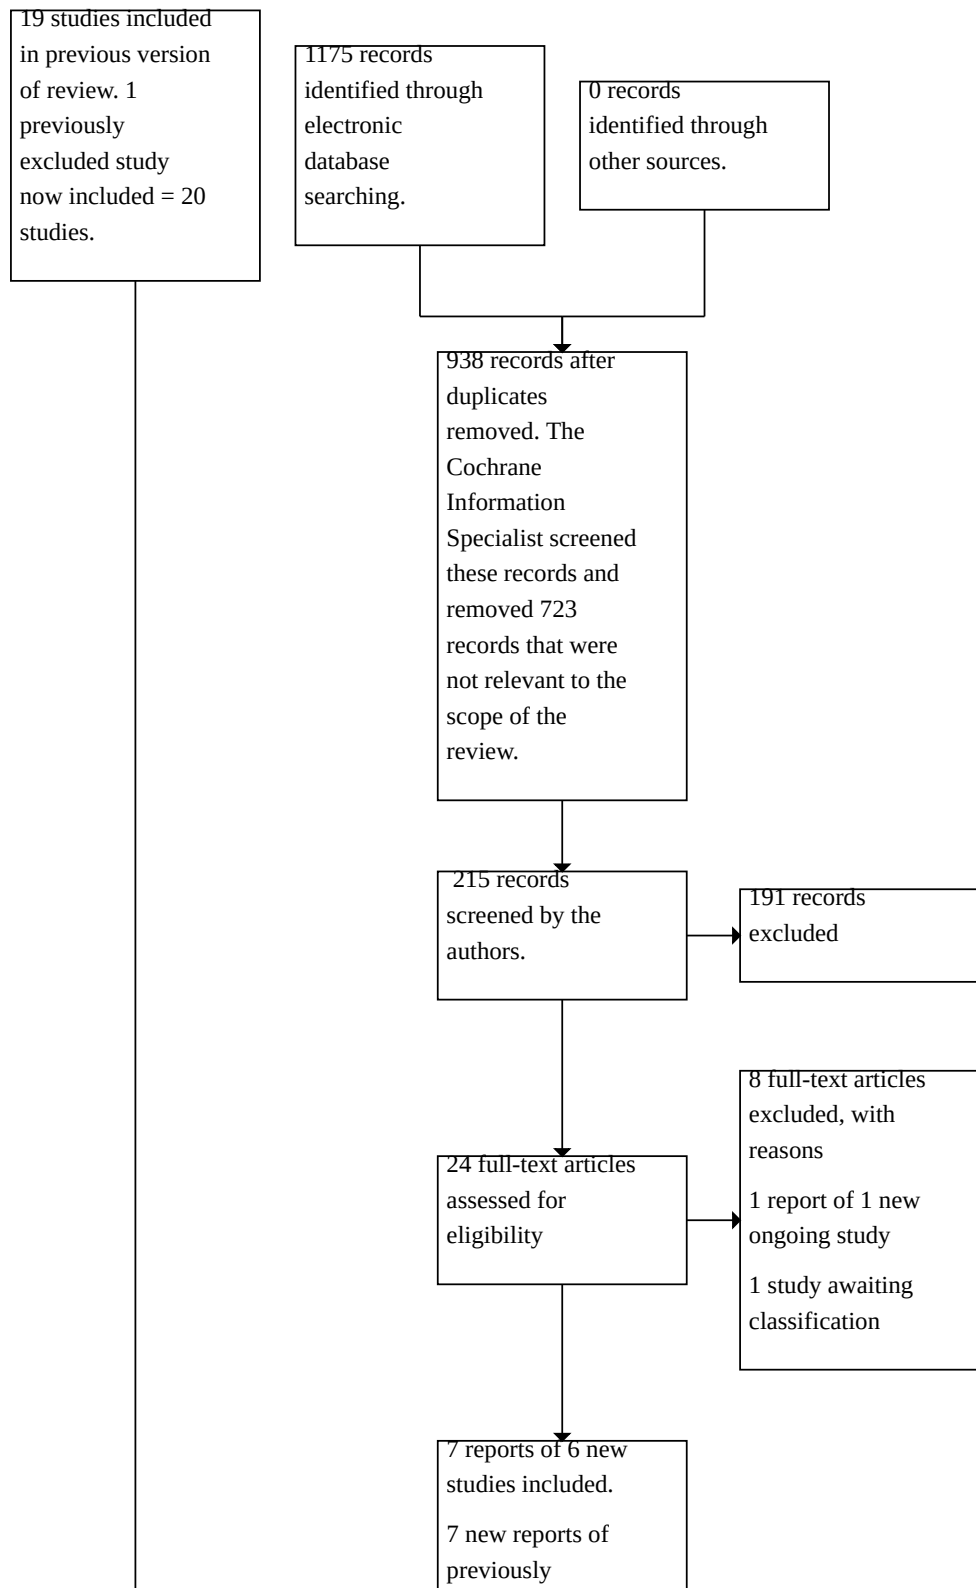 19 studies included
in previous version
of review. 1
previously
excluded study
now included = 20
studies.
1175 records
identified through
electronic
database
searching.
0 records
identified through
other sources.
938 records after
duplicates
removed. The
Cochrane
Information
Specialist screened
these records and
removed 723
records that were
not relevant to the
scope of the
review.
215 records
screened by the
authors.
191 records
excluded
24 full-text articles
assessed for
eligibility
8 full-text articles
excluded, with
reasons
1 report of 1 new
ongoing study
1 study awaiting
classification
7 reports of 6 new
studies included.
7 new reports of
previously